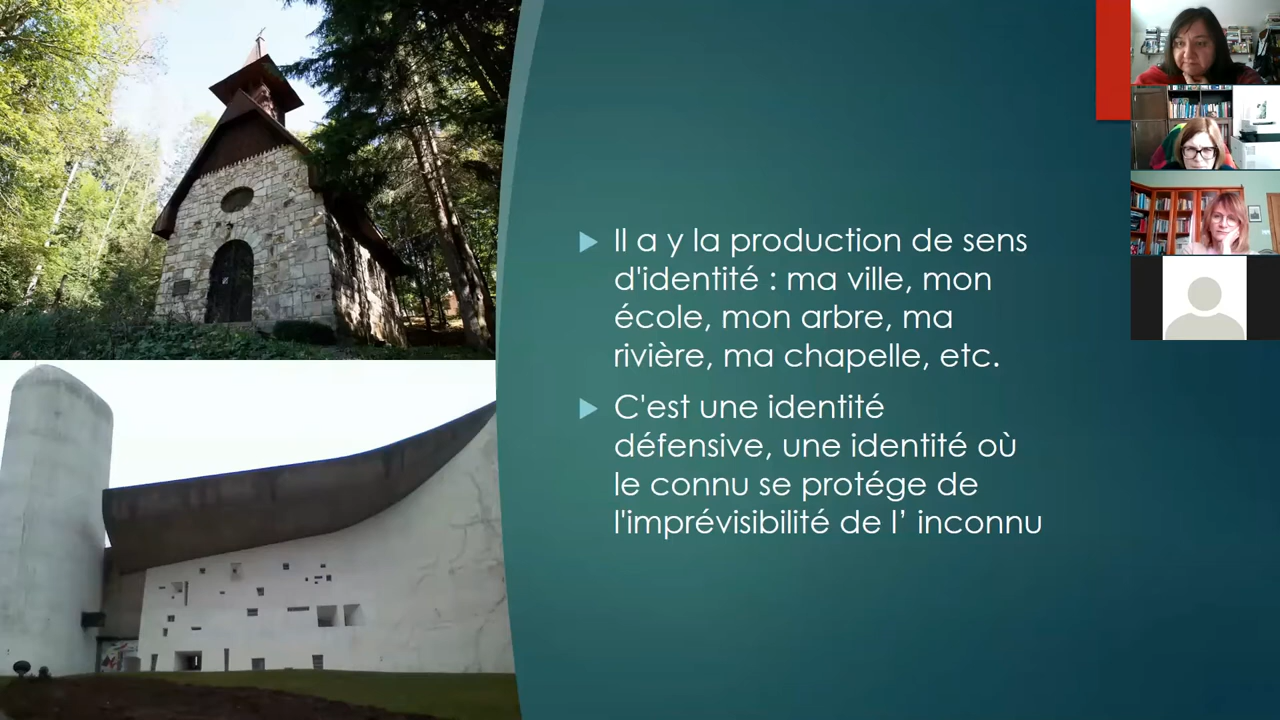 Il a y la production de sens
d'identité : ma ville, mon
école, mon arbre, ma
rivière, ma chapelle, etc.
C'est une identité
défensive, une identité où
le connu se protége de
l'imprévisibilité de l’ inconnu